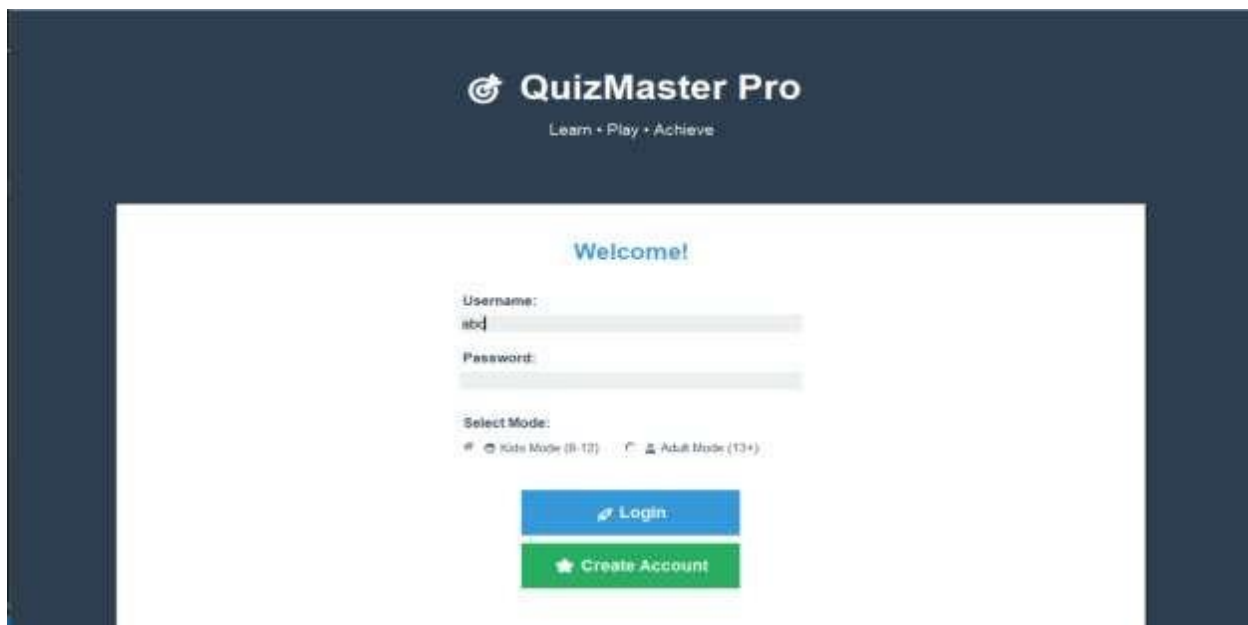 QuizMaster Pro
Learn • Play • Achieve
Welcome!
Username:
abc
Password:
Select Mode:
Kids Mode (8-12) Adult Mode (13+)
Login
Create Account